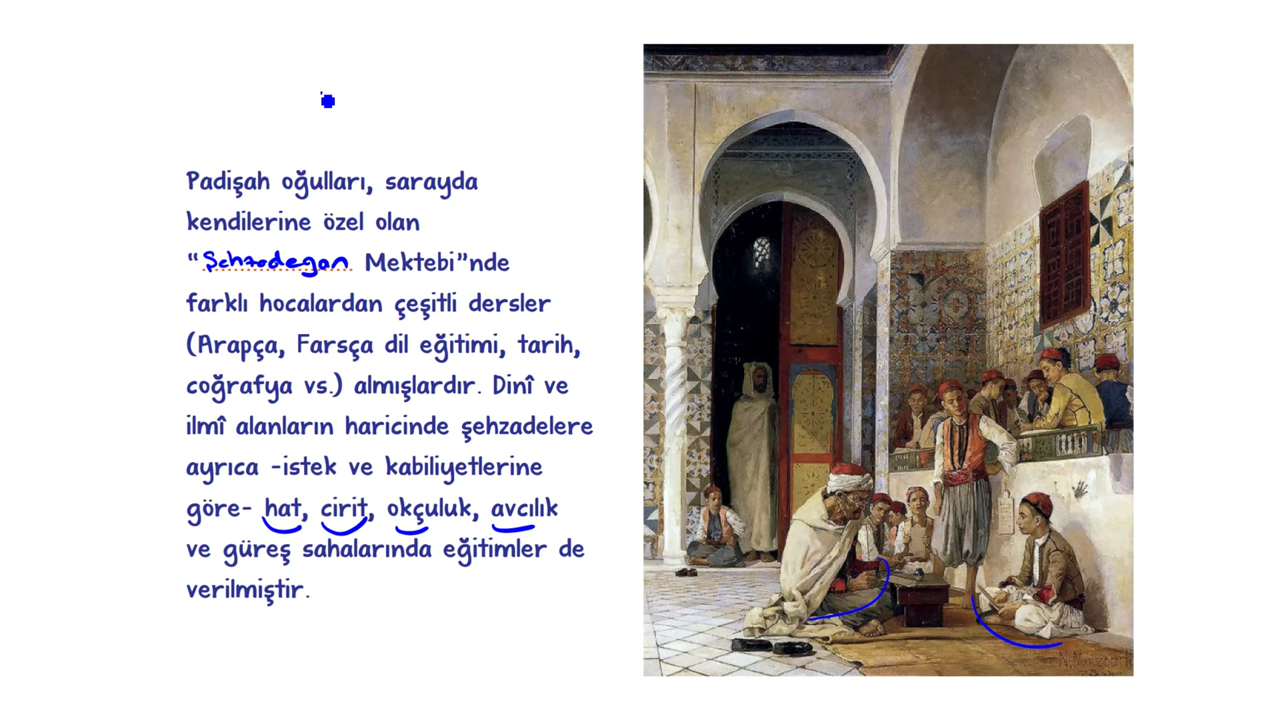 Padişah oğulları, sarayda
kendilerine özel olan
“Şehzadegan Mektebi”nde
farklı hocalardan çeşitli dersler
(Arapça, Farsça dil eğitimi, tarih,
coğrafya vs.) almışlardır. Dinî ve
ilmî alanların haricinde şehzadelere
ayrıca -istek ve kabiliyetlerine
göre- hat, cirit, okçuluk, avcılık
ve güreş sahalarında eğitimler de
verilmiştir.